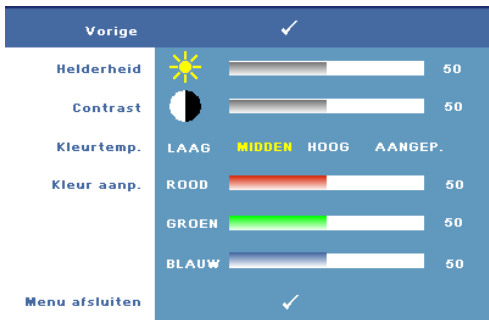 Vorige
Helderheid 50
Contrast 50
Kleurtemp. LAAG MIDDEN HOOG AANGEP.
Kleur aanp. ROOD 50
GROEN 50
BLAUW 50
Menu afsluiten